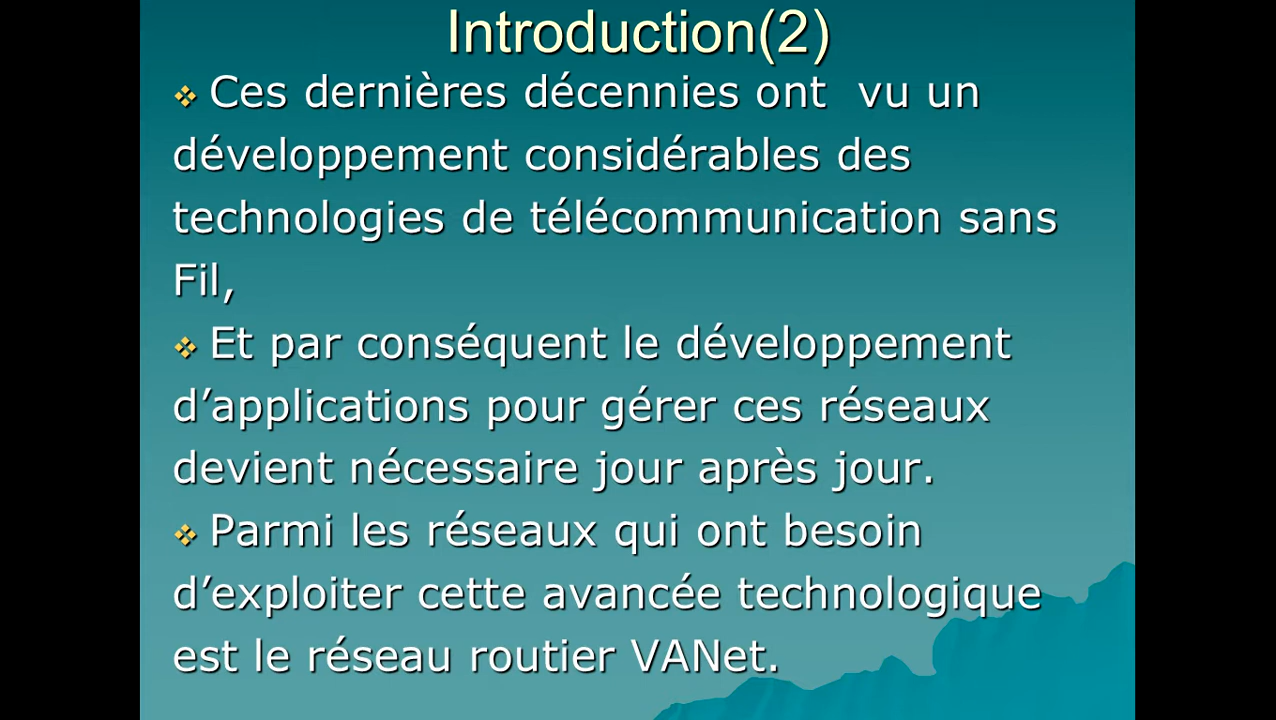 Introduction(2)
❖ Ces dernières décennies ont  vu un
développement considérables des
technologies de télécommunication sans
Fil,
❖ Et par conséquent le développement
d’applications pour gérer ces réseaux
devient nécessaire jour après jour.
❖ Parmi les réseaux qui ont besoin
d’exploiter cette avancée technologique
est le réseau routier VANet.